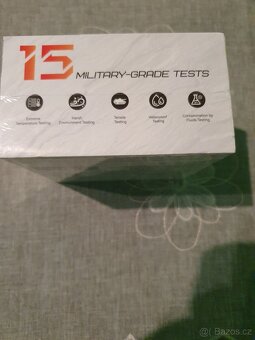 15 MILITARY-GRADE TESTS
Extreme Temperature Testing
Harsh Environment Testing
Tensile Testing
Waterproof Testing
Contamination by Fluids Testing
Bazos.cz